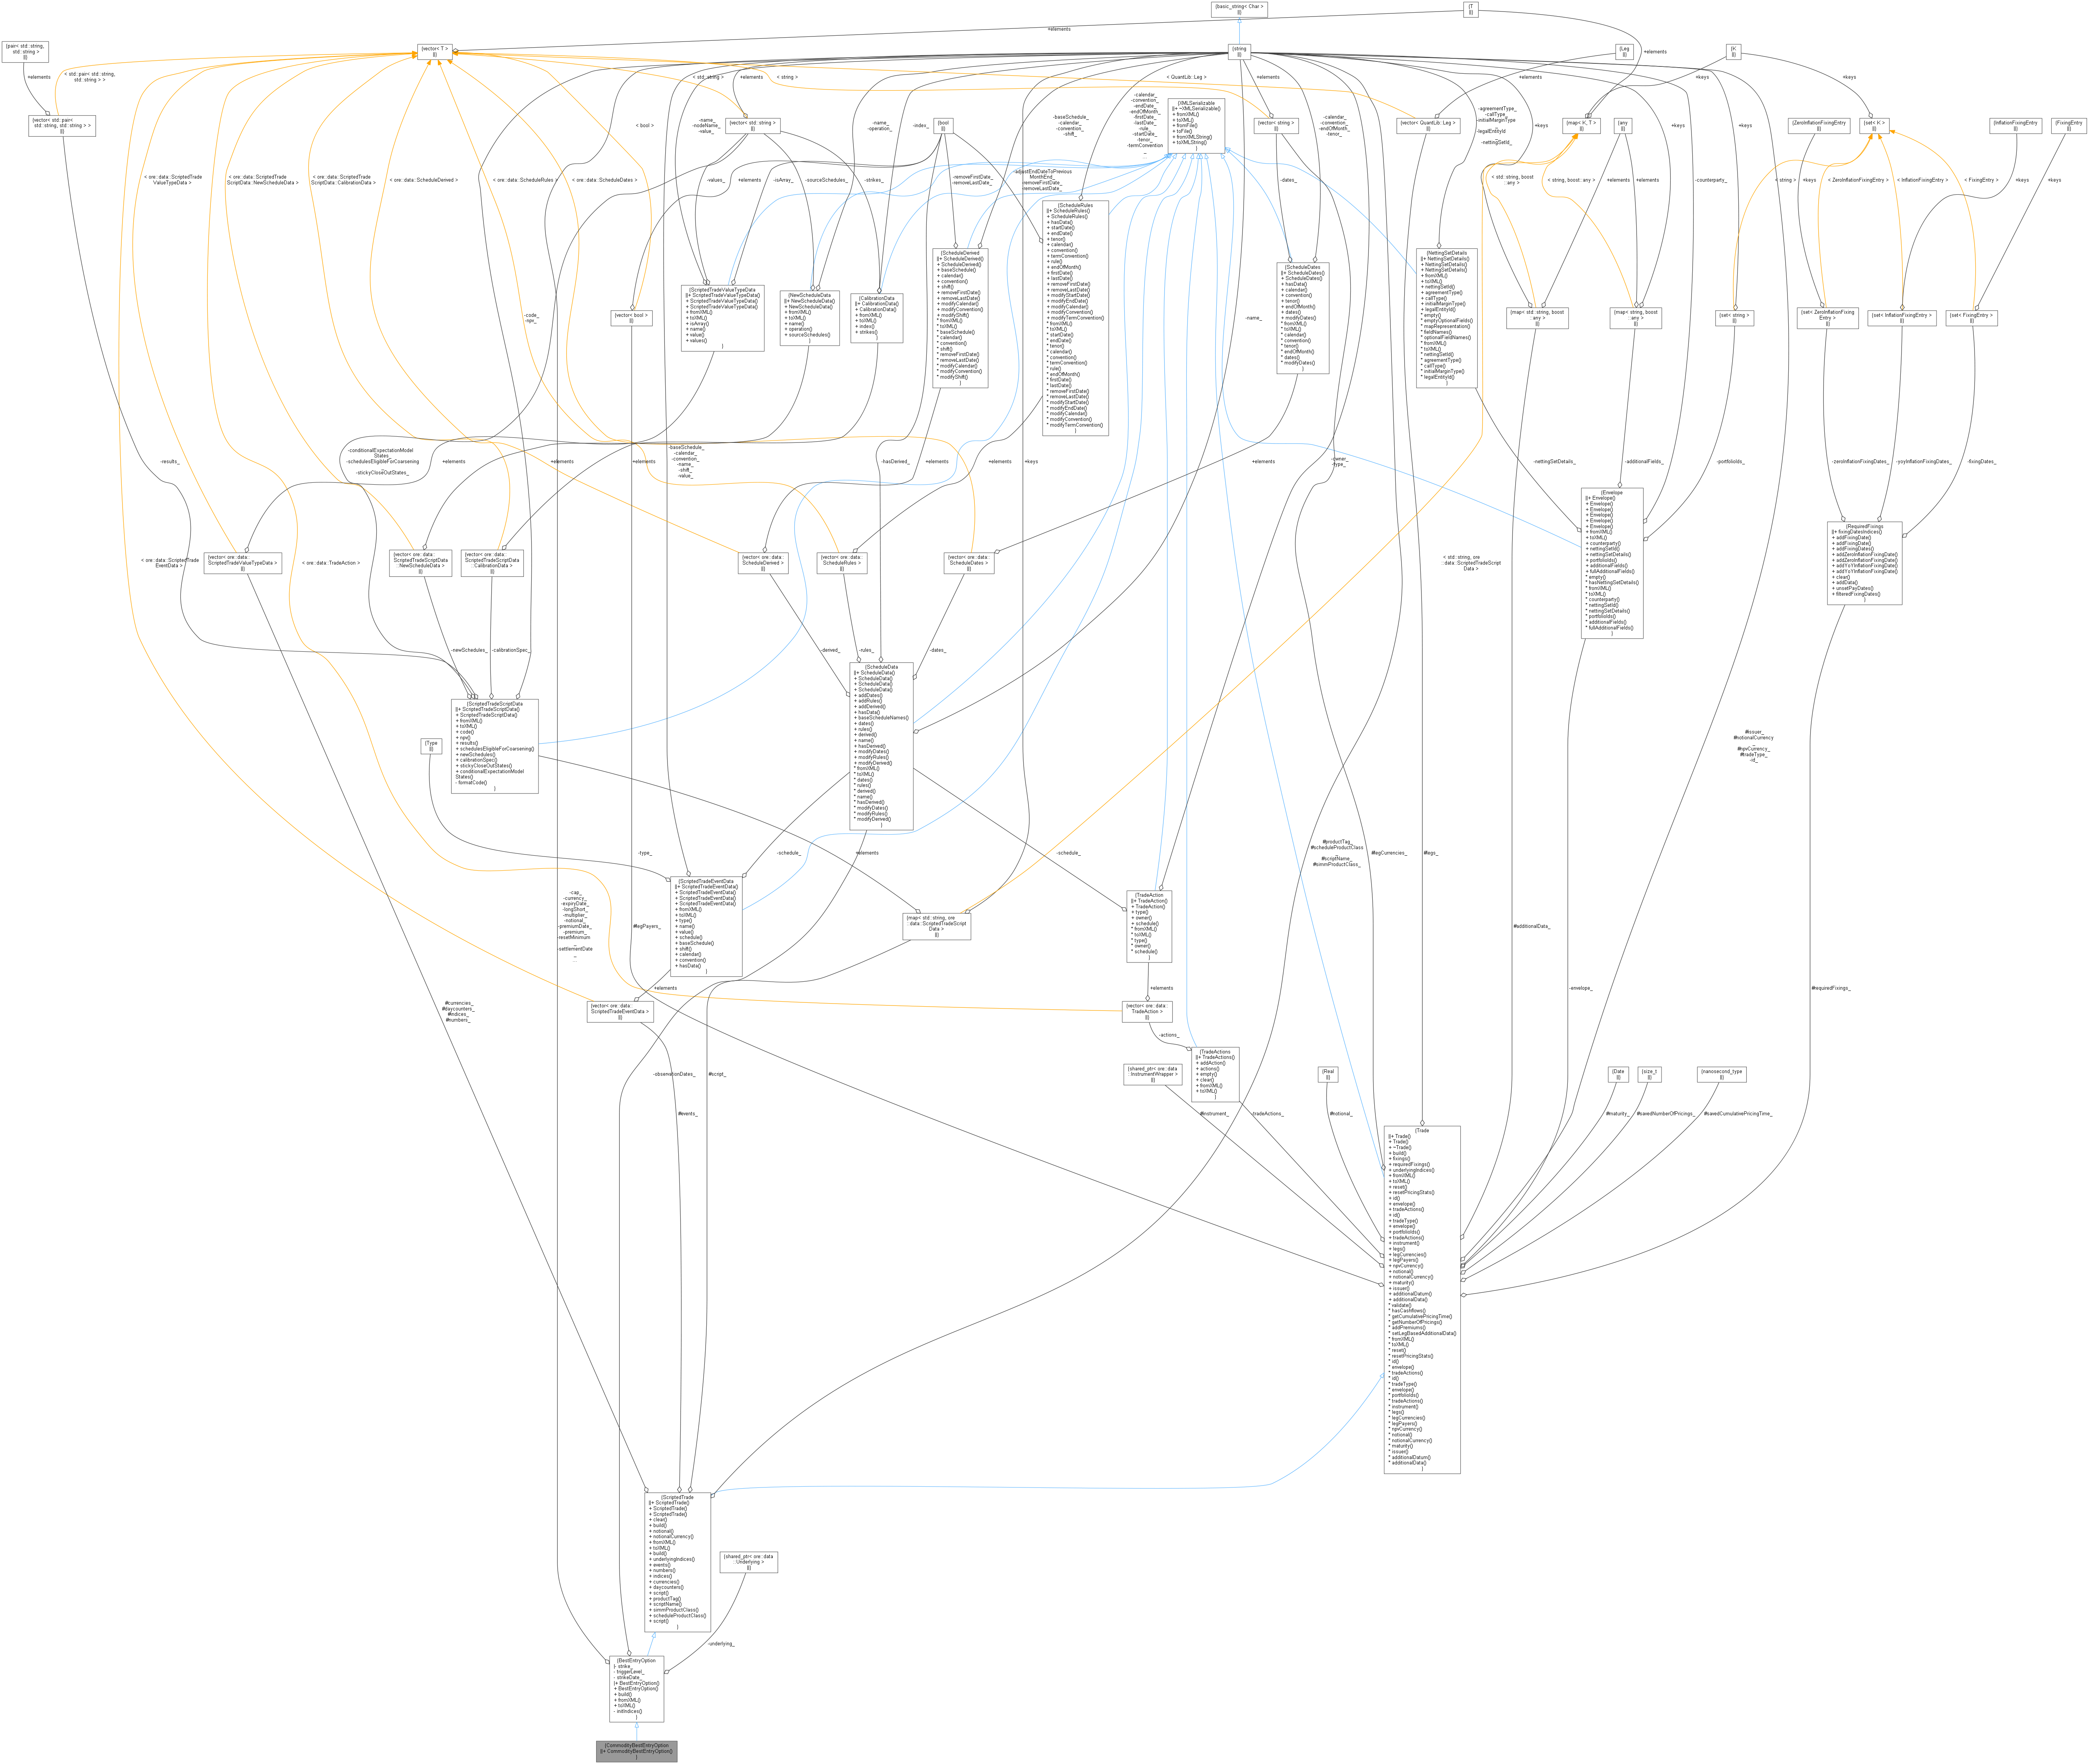 {basic_string< Char >
||}
{T
||}
+elements
{pair< std::string,
std::string >
||}
{vector< T >
||}
{string
||}
{Leg
||}
{K
||}
+elements
< std::pair< std::string,
std::string > >
< std::string >
+elements
< string >
+elements
< QuantLib::Leg >
+elements
+elements
+keys
+keys
{vector< std::pair<
std::string, std::string > >
||}
{vector< std::string >
||}
{bool
||}
{XMLSerializable
||+ ~XMLSerializable()
+ fromXML()
+ toXML()
+ fromFile()
+ toFile()
+ fromXMLString()
+ toXMLString()
}
{vector< string >
||}
{vector< QuantLib::Leg >
||}
{map< K, T >
||}
{any
||}
{ZeroInflationFixingEntry
||}
{set< K >
||}
{InflationFixingEntry
||}
{FixingEntry
||}
< ore::data::ScriptedTrade
ValueTypeData >
< ore::data::ScriptedTrade
ScriptData::NewScheduleData >
< ore::data::ScriptedTrade
ScriptData::CalibrationData >
< ore::data::ScheduleDerived >
< ore::data::ScheduleRules >
< ore::data::ScheduleDates >
< bool >
-name_
-nodeName_
-value_
-values_
+elements
-isArray_
-sourceSchedules_
-name_
-operation_
-strikes_
-index_
-removeFirstDate_
-removeLastDate_
-baseSchedule_
-calendar_
-convention_
-shift_
-adjustEndDateToPrevious
MonthEnd_
-removeFirstDate_
-removeLastDate_
-calendar_
-convention_
-endDate_
-endOfMonth_
-firstDate_
-lastDate_
-rule_
-startDate_
-tenor_
-termConvention
_
-dates_
-calendar_
-convention_
-endOfMonth_
-tenor_
-agreementType_
-callType_
-initialMarginType
_
-legalEntityId
_
-nettingSetId_
+keys
< std::string, boost
::any >
+elements
< string, boost::any >
+elements
+keys
-counterparty_
+keys
< string >
+keys
< ZeroInflationFixingEntry >
< InflationFixingEntry >
+keys
< FixingEntry >
+keys
{ScriptedTradeValueTypeData
||+ ScriptedTradeValueTypeData()
+ ScriptedTradeValueTypeData()
+ ScriptedTradeValueTypeData()
+ fromXML()
+ toXML()
+ isArray()
+ name()
+ value()
+ values()
}
{NewScheduleData
||+ NewScheduleData()
+ NewScheduleData()
+ fromXML()
+ toXML()
+ name()
+ operation()
+ sourceSchedules()
}
{CalibrationData
||+ CalibrationData()
+ CalibrationData()
+ fromXML()
+ toXML()
+ index()
+ strikes()
}
{ScheduleDerived
||+ ScheduleDerived()
+ ScheduleDerived()
+ baseSchedule()
+ calendar()
+ convention()
+ shift()
+ removeFirstDate()
+ removeLastDate()
+ modifyCalendar()
+ modifyConvention()
+ modifyShift()
* fromXML()
* toXML()
* baseSchedule()
* calendar()
* convention()
* shift()
* removeFirstDate()
* removeLastDate()
* modifyCalendar()
* modifyConvention()
* modifyShift()
}
{ScheduleRules
||+ ScheduleRules()
+ ScheduleRules()
+ hasData()
+ startDate()
+ endDate()
+ tenor()
+ calendar()
+ convention()
+ termConvention()
+ rule()
+ endOfMonth()
+ firstDate()
+ lastDate()
+ removeFirstDate()
+ removeLastDate()
+ modifyStartDate()
+ modifyEndDate()
+ modifyCalendar()
+ modifyConvention()
+ modifyTermConvention()
* fromXML()
* toXML()
* startDate()
* endDate()
* tenor()
* calendar()
* convention()
* termConvention()
* rule()
* endOfMonth()
* firstDate()
* lastDate()
* removeFirstDate()
* removeLastDate()
* modifyStartDate()
* modifyEndDate()
* modifyCalendar()
* modifyConvention()
* modifyTermConvention()
}
{ScheduleDates
||+ ScheduleDates()
+ ScheduleDates()
+ hasData()
+ calendar()
+ convention()
+ tenor()
+ endOfMonth()
+ dates()
+ modifyDates()
* fromXML()
* toXML()
* calendar()
* convention()
* tenor()
* endOfMonth()
* dates()
* modifyDates()
}
{NettingSetDetails
||+ NettingSetDetails()
+ NettingSetDetails()
+ NettingSetDetails()
+ fromXML()
+ toXML()
+ nettingSetId()
+ agreementType()
+ callType()
+ initialMarginType()
+ legalEntityId()
* empty()
* emptyOptionalFields()
* mapRepresentation()
* fieldNames()
* optionalFieldNames()
* fromXML()
* toXML()
* nettingSetId()
* agreementType()
* callType()
* initialMarginType()
* legalEntityId()
}
{vector< bool >
||}
{map< std::string, boost
::any >
||}
{map< string, boost
::any >
||}
{set< string >
||}
{set< ZeroInflationFixing
Entry >
||}
{set< InflationFixingEntry >
||}
{set< FixingEntry >
||}
-code_
-npv_
-name_
-results_
-conditionalExpectationModel
States_
-schedulesEligibleForCoarsening
_
-stickyCloseOutStates_
+elements
+elements
+elements
-baseSchedule_
-calendar_
-convention_
-name_
-shift_
-value_
+elements
-hasDerived_
+elements
+keys
+elements
-owner_
-type_
-nettingSetDetails_
-additionalFields_
-portfolioIds_
-zeroInflationFixingDates_
-yoyInflationFixingDates_
-fixingDates_
{Envelope
||+ Envelope()
+ Envelope()
+ Envelope()
+ Envelope()
+ Envelope()
+ Envelope()
+ fromXML()
+ toXML()
+ counterparty()
+ nettingSetId()
+ nettingSetDetails()
+ portfolioIds()
+ additionalFields()
+ fullAdditionalFields()
* empty()
* hasNettingSetDetails()
* fromXML()
* toXML()
* counterparty()
* nettingSetId()
* nettingSetDetails()
* portfolioIds()
* additionalFields()
* fullAdditionalFields()
}
{RequiredFixings
||+ fixingDatesIndices()
+ addFixingDate()
+ addFixingDate()
+ addFixingDates()
+ addZeroInflationFixingDate()
+ addZeroInflationFixingDate()
+ addYoYInflationFixingDate()
+ addYoYInflationFixingDate()
+ clear()
+ addData()
+ unsetPayDates()
+ filteredFixingDates()
}
< ore::data::ScriptedTrade
EventData >
{vector< ore::data::
ScriptedTradeValueTypeData >
||}
< ore::data::TradeAction >
{vector< ore::data::
ScriptedTradeScriptData
::NewScheduleData >
||}
{vector< ore::data::
ScriptedTradeScriptData
::CalibrationData >
||}
{vector< ore::data::
ScheduleDerived >
||}
{vector< ore::data::
ScheduleRules >
||}
{vector< ore::data::
ScheduleDates >
||}
< std::string, ore
::data::ScriptedTradeScript
Data >
-newSchedules_
-calibrationSpec_
-derived_
-rules_
-dates_
{ScriptedTradeScriptData
||+ ScriptedTradeScriptData()
+ ScriptedTradeScriptData()
+ fromXML()
+ toXML()
+ code()
+ npv()
+ results()
+ schedulesEligibleForCoarsening()
+ newSchedules()
+ calibrationSpec()
+ stickyCloseOutStates()
+ conditionalExpectationModel
States()
- formatCode()
}
{ScheduleData
||+ ScheduleData()
+ ScheduleData()
+ ScheduleData()
+ ScheduleData()
+ addDates()
+ addRules()
+ addDerived()
+ hasData()
+ baseScheduleNames()
+ dates()
+ rules()
+ derived()
+ name()
+ hasDerived()
+ modifyDates()
+ modifyRules()
+ modifyDerived()
* fromXML()
* toXML()
* dates()
* rules()
* derived()
* name()
* hasDerived()
* modifyDates()
* modifyRules()
* modifyDerived()
}
{Type
||}
#issuer_
#notionalCurrency
_
#npvCurrency_
#tradeType_
-id_
-type_
-schedule_
+elements
#productTag_
#scheduleProductClass
_
#scriptName_
#simmProductClass_
-schedule_
#legCurrencies_
#legs_
{ScriptedTradeEventData
||+ ScriptedTradeEventData()
+ ScriptedTradeEventData()
+ ScriptedTradeEventData()
+ ScriptedTradeEventData()
+ fromXML()
+ toXML()
+ type()
+ name()
+ value()
+ schedule()
+ baseSchedule()
+ shift()
+ calendar()
+ convention()
+ hasData()
}
{map< std::string, ore
::data::ScriptedTradeScript
Data >
||}
{TradeAction
||+ TradeAction()
+ TradeAction()
+ type()
+ owner()
+ schedule()
* fromXML()
* toXML()
* type()
* owner()
* schedule()
}
-cap_
-currency_
-expiryDate_
-longShort_
-multiplier_
-notional_
-premiumDate_
-premium_
-resetMinimum
_
-settlementDate
_
...
#legPayers_
#additionalData_
#currencies_
#daycounters_
#indices_
#numbers_
+elements
+elements
-envelope_
#requiredFixings_
{vector< ore::data::
ScriptedTradeEventData >
||}
{vector< ore::data::
TradeAction >
||}
-actions_
{shared_ptr< ore::data
::InstrumentWrapper >
||}
{TradeActions
||+ TradeActions()
+ addAction()
+ actions()
+ empty()
+ clear()
+ fromXML()
+ toXML()
}
{Real
||}
{Date
||}
{size_t
||}
{nanosecond_type
||}
-observationDates_
#script_
#events_
#instrument_
-tradeActions_
#notional_
#maturity_
#savedNumberOfPricings_
#savedCumulativePricingTime_
{Trade
||+ Trade()
+ Trade()
+ ~Trade()
+ build()
+ fixings()
+ requiredFixings()
+ underlyingIndices()
+ fromXML()
+ toXML()
+ reset()
+ resetPricingStats()
+ id()
+ envelope()
+ tradeActions()
+ id()
+ tradeType()
+ envelope()
+ portfolioIds()
+ tradeActions()
+ instrument()
+ legs()
+ legCurrencies()
+ legPayers()
+ npvCurrency()
+ notional()
+ notionalCurrency()
+ maturity()
+ issuer()
+ additionalDatum()
+ additionalData()
* validate()
* hasCashflows()
* getCumulativePricingTime()
* getNumberOfPricings()
* addPremiums()
* setLegBasedAdditionalData()
* fromXML()
* toXML()
* reset()
* resetPricingStats()
* id()
* envelope()
* tradeActions()
* id()
* tradeType()
* envelope()
* portfolioIds()
* tradeActions()
* instrument()
* legs()
* legCurrencies()
* legPayers()
* npvCurrency()
* notional()
* notionalCurrency()
* maturity()
* issuer()
* additionalDatum()
* additionalData()
}
{ScriptedTrade
||+ ScriptedTrade()
+ ScriptedTrade()
+ ScriptedTrade()
+ clear()
+ build()
+ notional()
+ notionalCurrency()
+ fromXML()
+ toXML()
+ build()
+ underlyingIndices()
+ events()
+ numbers()
+ indices()
+ currencies()
+ daycounters()
+ script()
+ productTag()
+ scriptName()
+ simmProductClass()
+ scheduleProductClass()
+ script()
}
{shared_ptr< ore::data
::Underlying >
||}
-underlying_
{BestEntryOption
|- strike_
- triggerLevel_
- strikeDate_
|+ BestEntryOption()
+ BestEntryOption()
+ build()
+ fromXML()
+ toXML()
- initIndices()
}
{CommodityBestEntryOption
||+ CommodityBestEntryOption()
}